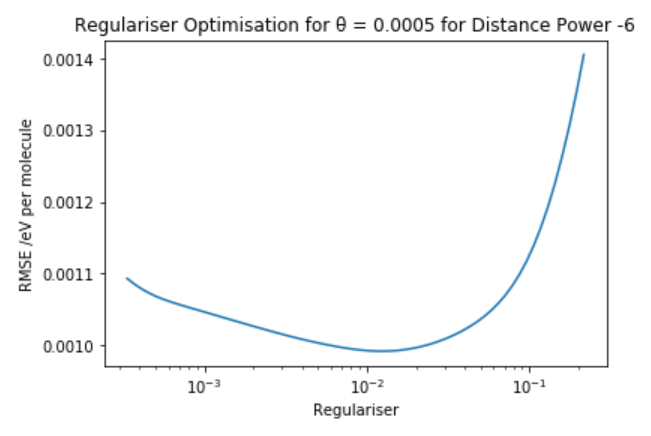 Regulariser Optimisation for θ = 0.0005 for Distance Power -6
RMSE /eV per molecule
0.0014
0.0013
0.0012
0.0011
0.0010
10⁻³ 10⁻² 10⁻¹
Regulariser